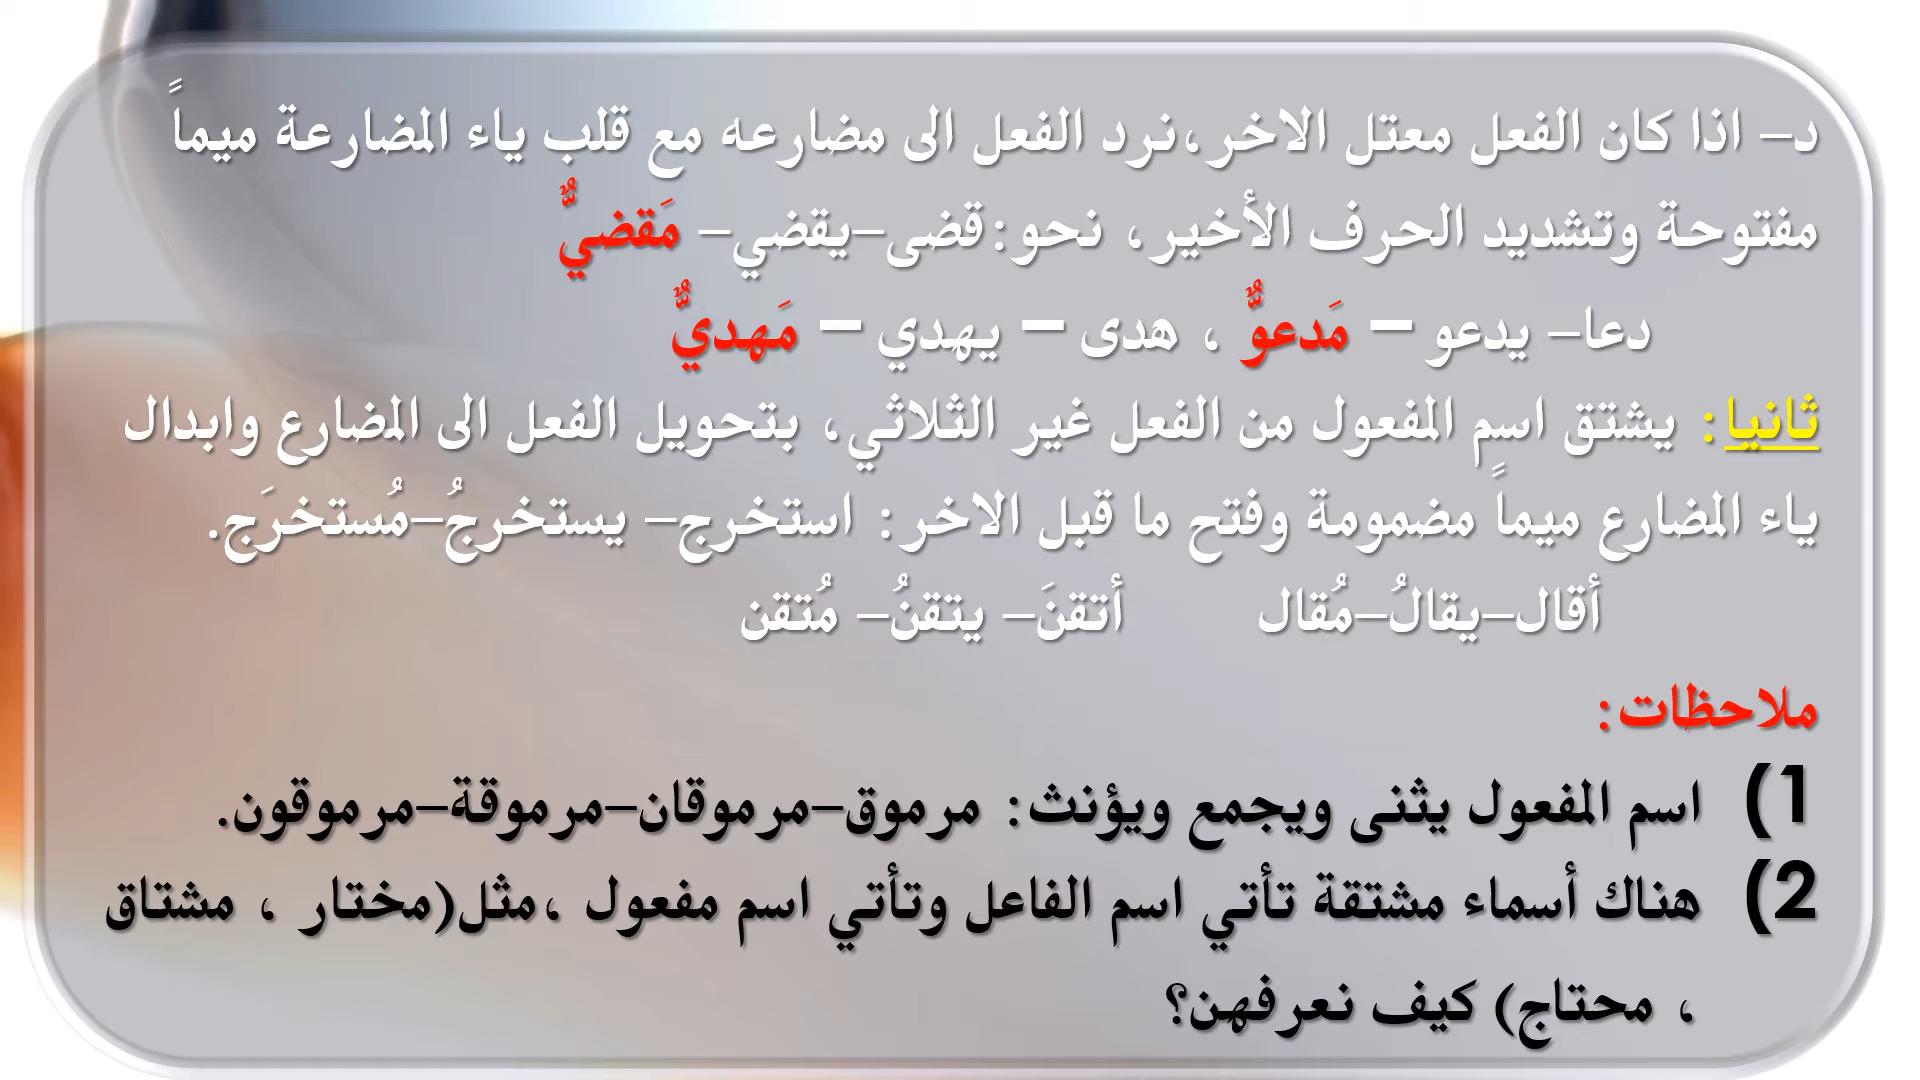 د– اذا كان الفعل معتل الاخر،نرد الفعل الى مضارعه مع قلب ياء المضارعة ميماً
مفتوحة وتشديد الحرف الأخير، نحو:قضى–يقضي– مَقضيٌّ
دعا– يدعو – مَدعوٌّ ، هدى – يهدي – مَهديٌّ
ثانيا: يشتق اسم المفعول من الفعل غير الثلاثي، بتحويل الفعل الى المضارع وابدال
ياء المضارع ميماً مضمومة وفتح ما قبل الاخر: استخرج– يستخرجُ–مُستخرَج.
أقال–يقالُ–مُقال أتقنَ– يتقنُ– مُتقن
ملاحظات:
1) اسم المفعول يثنى ويجمع ويؤنث: مرموق–مرموقان–مرموقة–مرموقون.
2) هناك أسماء مشتقة تأتي اسم الفاعل وتأتي اسم مفعول ،مثل(مختار ، مشتاق
، محتاج) كيف نعرفهن؟